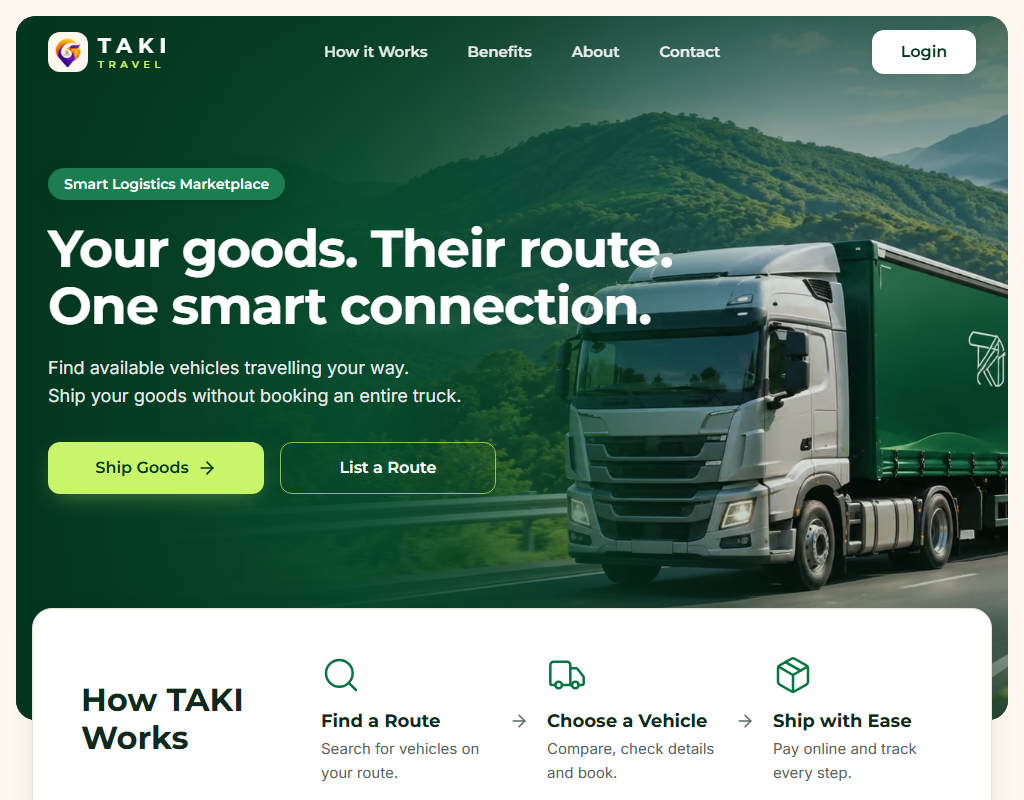 TAKI
TRAVEL
How it Works
Benefits
About
Contact
Login
Smart Logistics Marketplace
Your goods. Their route.
One smart connection.
Find available vehicles travelling your way.
Ship your goods without booking an entire truck.
Ship Goods →
List a Route
How TAKI
Works
Find a Route
Search for vehicles on
your route.
→
Choose a Vehicle
Compare, check details
and book.
→
Ship with Ease
Pay online and track
every step.